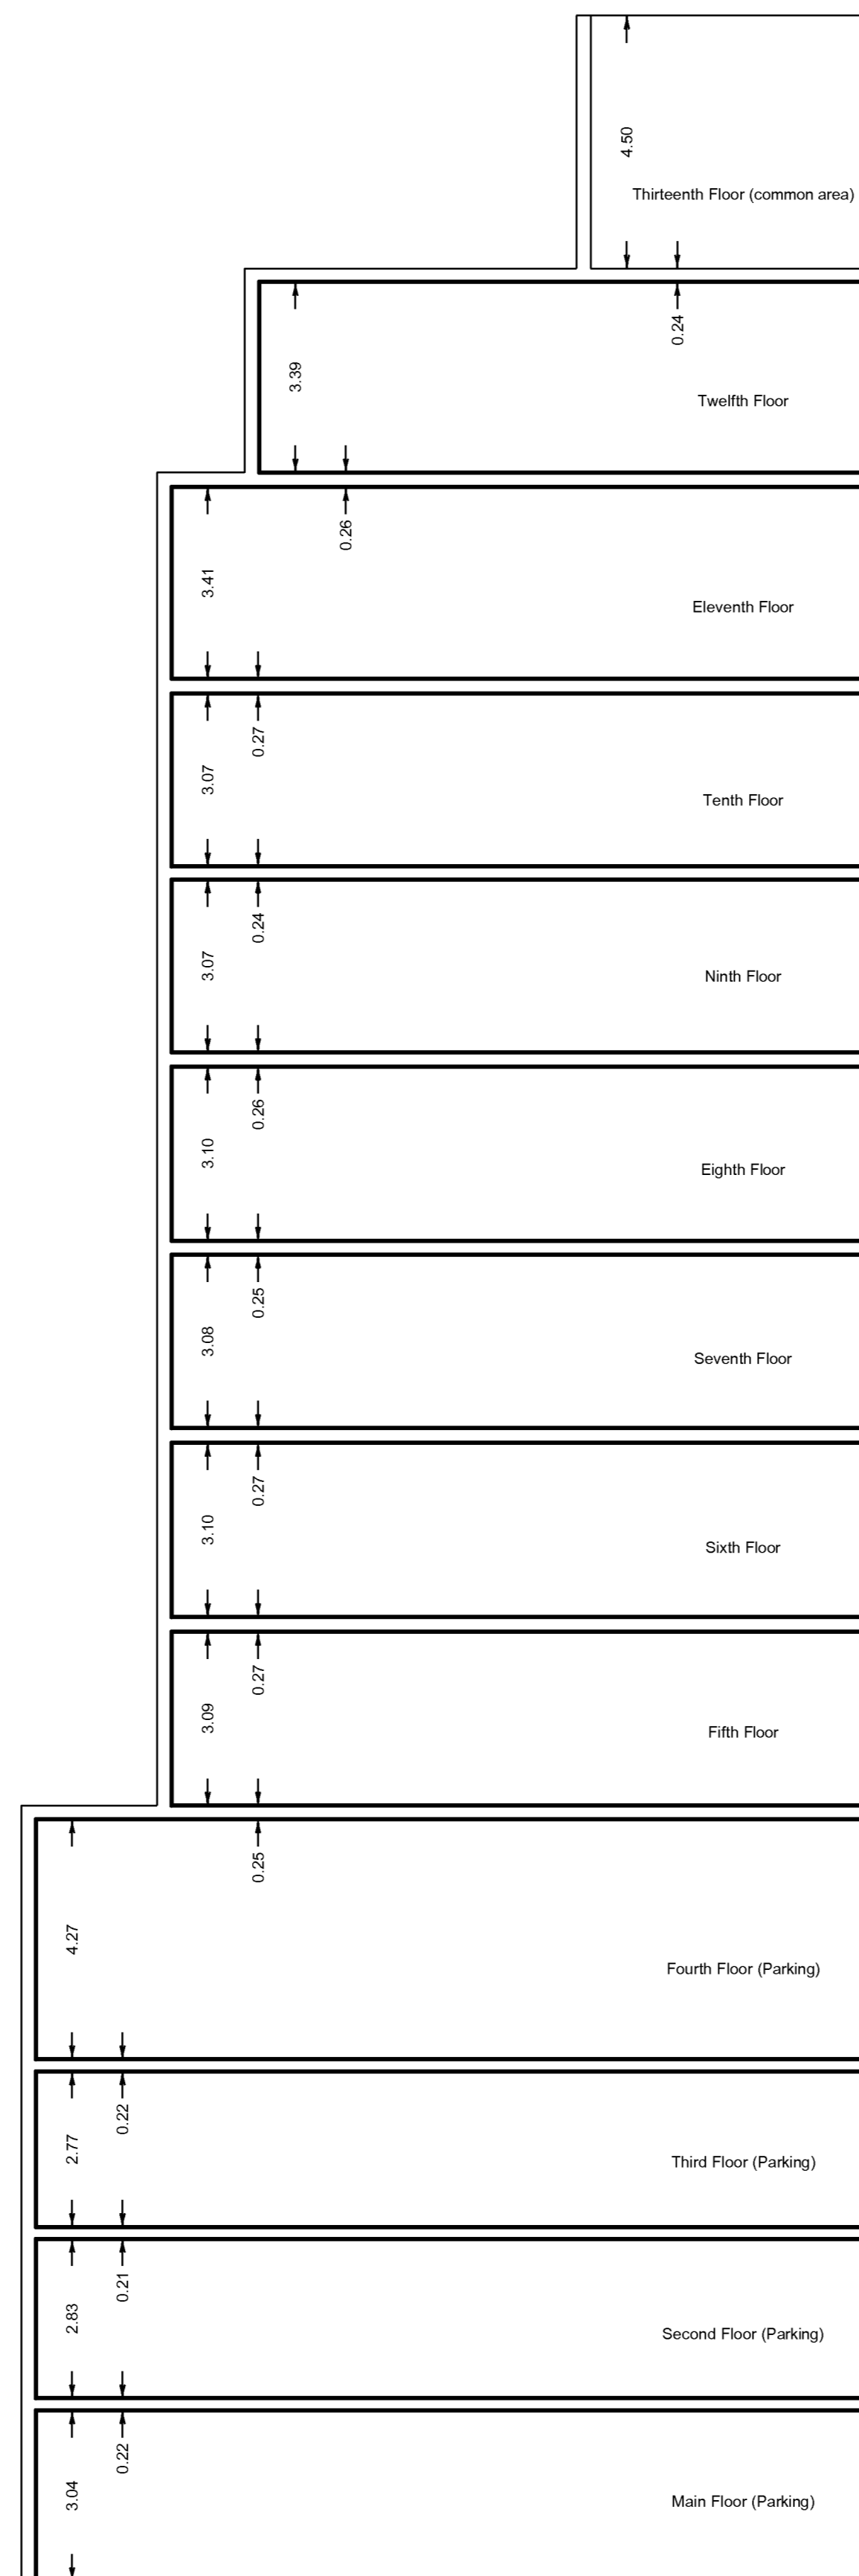 4.50
Thirteenth Floor (common area)
0.24
3.39
Twelfth Floor
0.26
3.41
Eleventh Floor
0.27
3.07
Tenth Floor
0.24
3.07
Ninth Floor
0.26
3.10
Eighth Floor
0.25
3.08
Seventh Floor
0.27
3.10
Sixth Floor
0.27
3.09
Fifth Floor
0.25
4.27
Fourth Floor (Parking)
0.22
2.77
Third Floor (Parking)
0.21
2.83
Second Floor (Parking)
0.22
3.04
Main Floor (Parking)